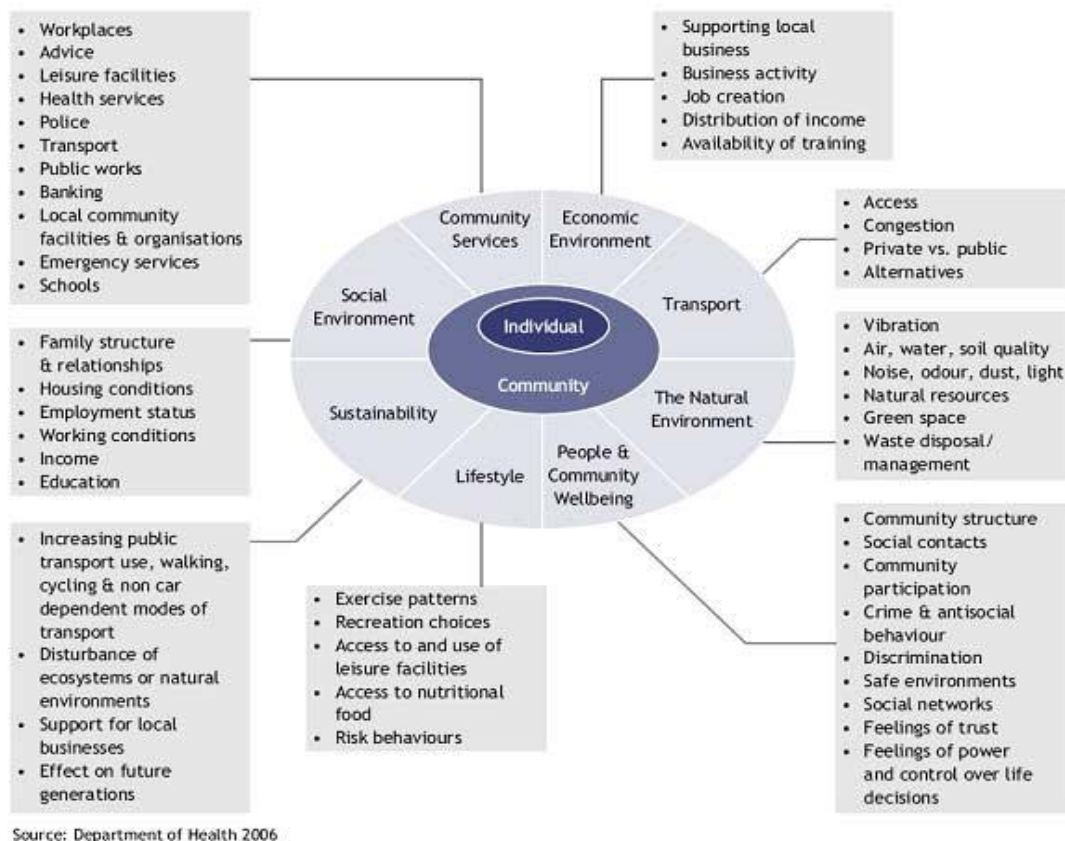 • Workplaces
• Advice
• Leisure facilities
• Health services
• Police
• Transport
• Public works
• Banking
• Local community
facilities & organisations
• Emergency services
• Schools
• Supporting local
business
• Business activity
• Job creation
• Distribution of income
• Availability of training
Community
Services
Economic
Environment
• Access
• Congestion
• Private vs. public
• Alternatives
Social
Environment
Transport
Individual
Community
• Family structure
& relationships
• Housing conditions
• Employment status
• Working conditions
• Income
• Education
• Vibration
• Air, water, soil quality
• Noise, odour, dust, light
• Natural resources
• Green space
• Waste disposal/
management
Sustainability
The Natural
Environment
Lifestyle
People &
Community
Wellbeing
• Increasing public
transport use, walking,
cycling & non car
dependent modes of
transport
• Disturbance of
ecosystems or natural
environments
• Support for local
businesses
• Effect on future
generations
• Exercise patterns
• Recreation choices
• Access to and use of
leisure facilities
• Access to nutritional
food
• Risk behaviours
• Community structure
• Social contacts
• Community
participation
• Crime & antisocial
behaviour
• Discrimination
• Safe environments
• Social networks
• Feelings of trust
• Feelings of power
and control over life
decisions
Source: Department of Health 2006